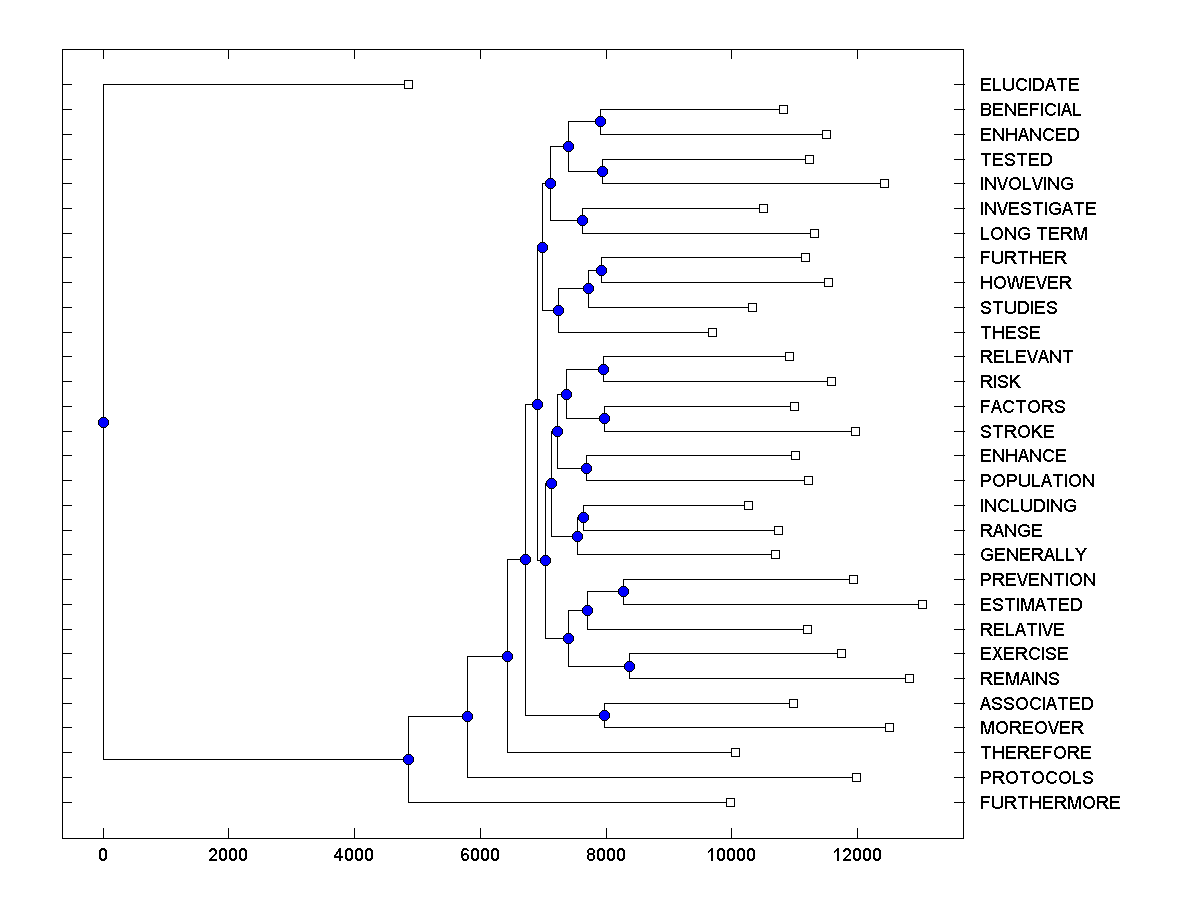 ELUCIDATE
BENEFICIAL
ENHANCED
TESTED
INVOLVING
INVESTIGATE
LONG TERM
FURTHER
HOWEVER
STUDIES
THESE
RELEVANT
RISK
FACTORS
STROKE
ENHANCE
POPULATION
INCLUDING
RANGE
GENERALLY
PREVENTION
ESTIMATED
RELATIVE
EXERCISE
REMAINS
ASSOCIATED
MOREOVER
THEREFORE
PROTOCOLS
FURTHERMORE
0 2000 4000 6000 8000 10000 12000